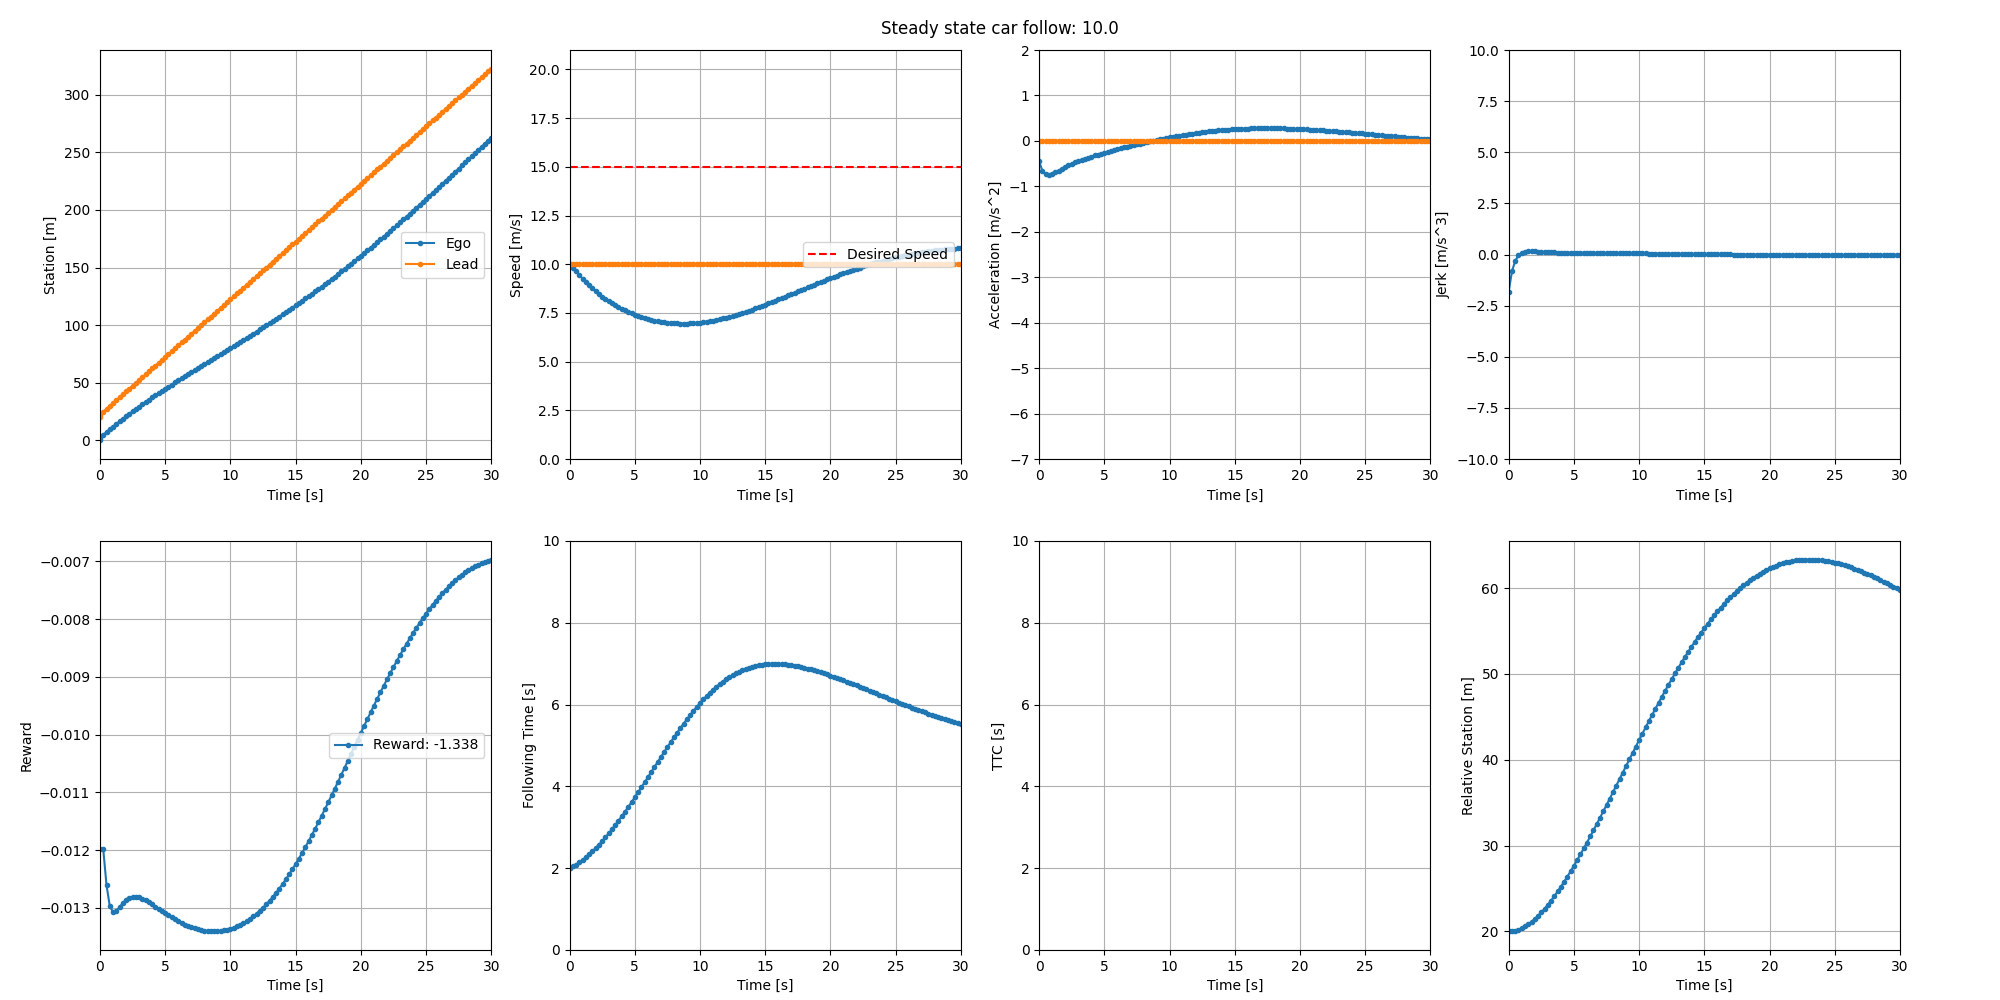 Steady state car follow: 10.0
Station [m]
300
250
200
150
100
50
0
0 5 10 15 20 25 30
Time [s]
Ego
Lead
Speed [m/s]
20.0
17.5
15.0
12.5
10.0
7.5
5.0
2.5
0.0
0 5 10 15 20 25 30
Time [s]
Desired Speed
Acceleration [m/s^2]
2
1
0
−1
−2
−3
−4
−5
−6
−7
0 5 10 15 20 25 30
Time [s]
Jerk [m/s^3]
10.0
7.5
5.0
2.5
0.0
−2.5
−5.0
−7.5
−10.0
0 5 10 15 20 25 30
Time [s]
Reward
−0.007
−0.008
−0.009
−0.010
−0.011
−0.012
−0.013
0 5 10 15 20 25 30
Time [s]
Reward: -1.338
Following Time [s]
10
8
6
4
2
0
0 5 10 15 20 25 30
Time [s]
TTC [s]
10
8
6
4
2
0
0 5 10 15 20 25 30
Time [s]
Relative Station [m]
60
50
40
30
20
0 5 10 15 20 25 30
Time [s]